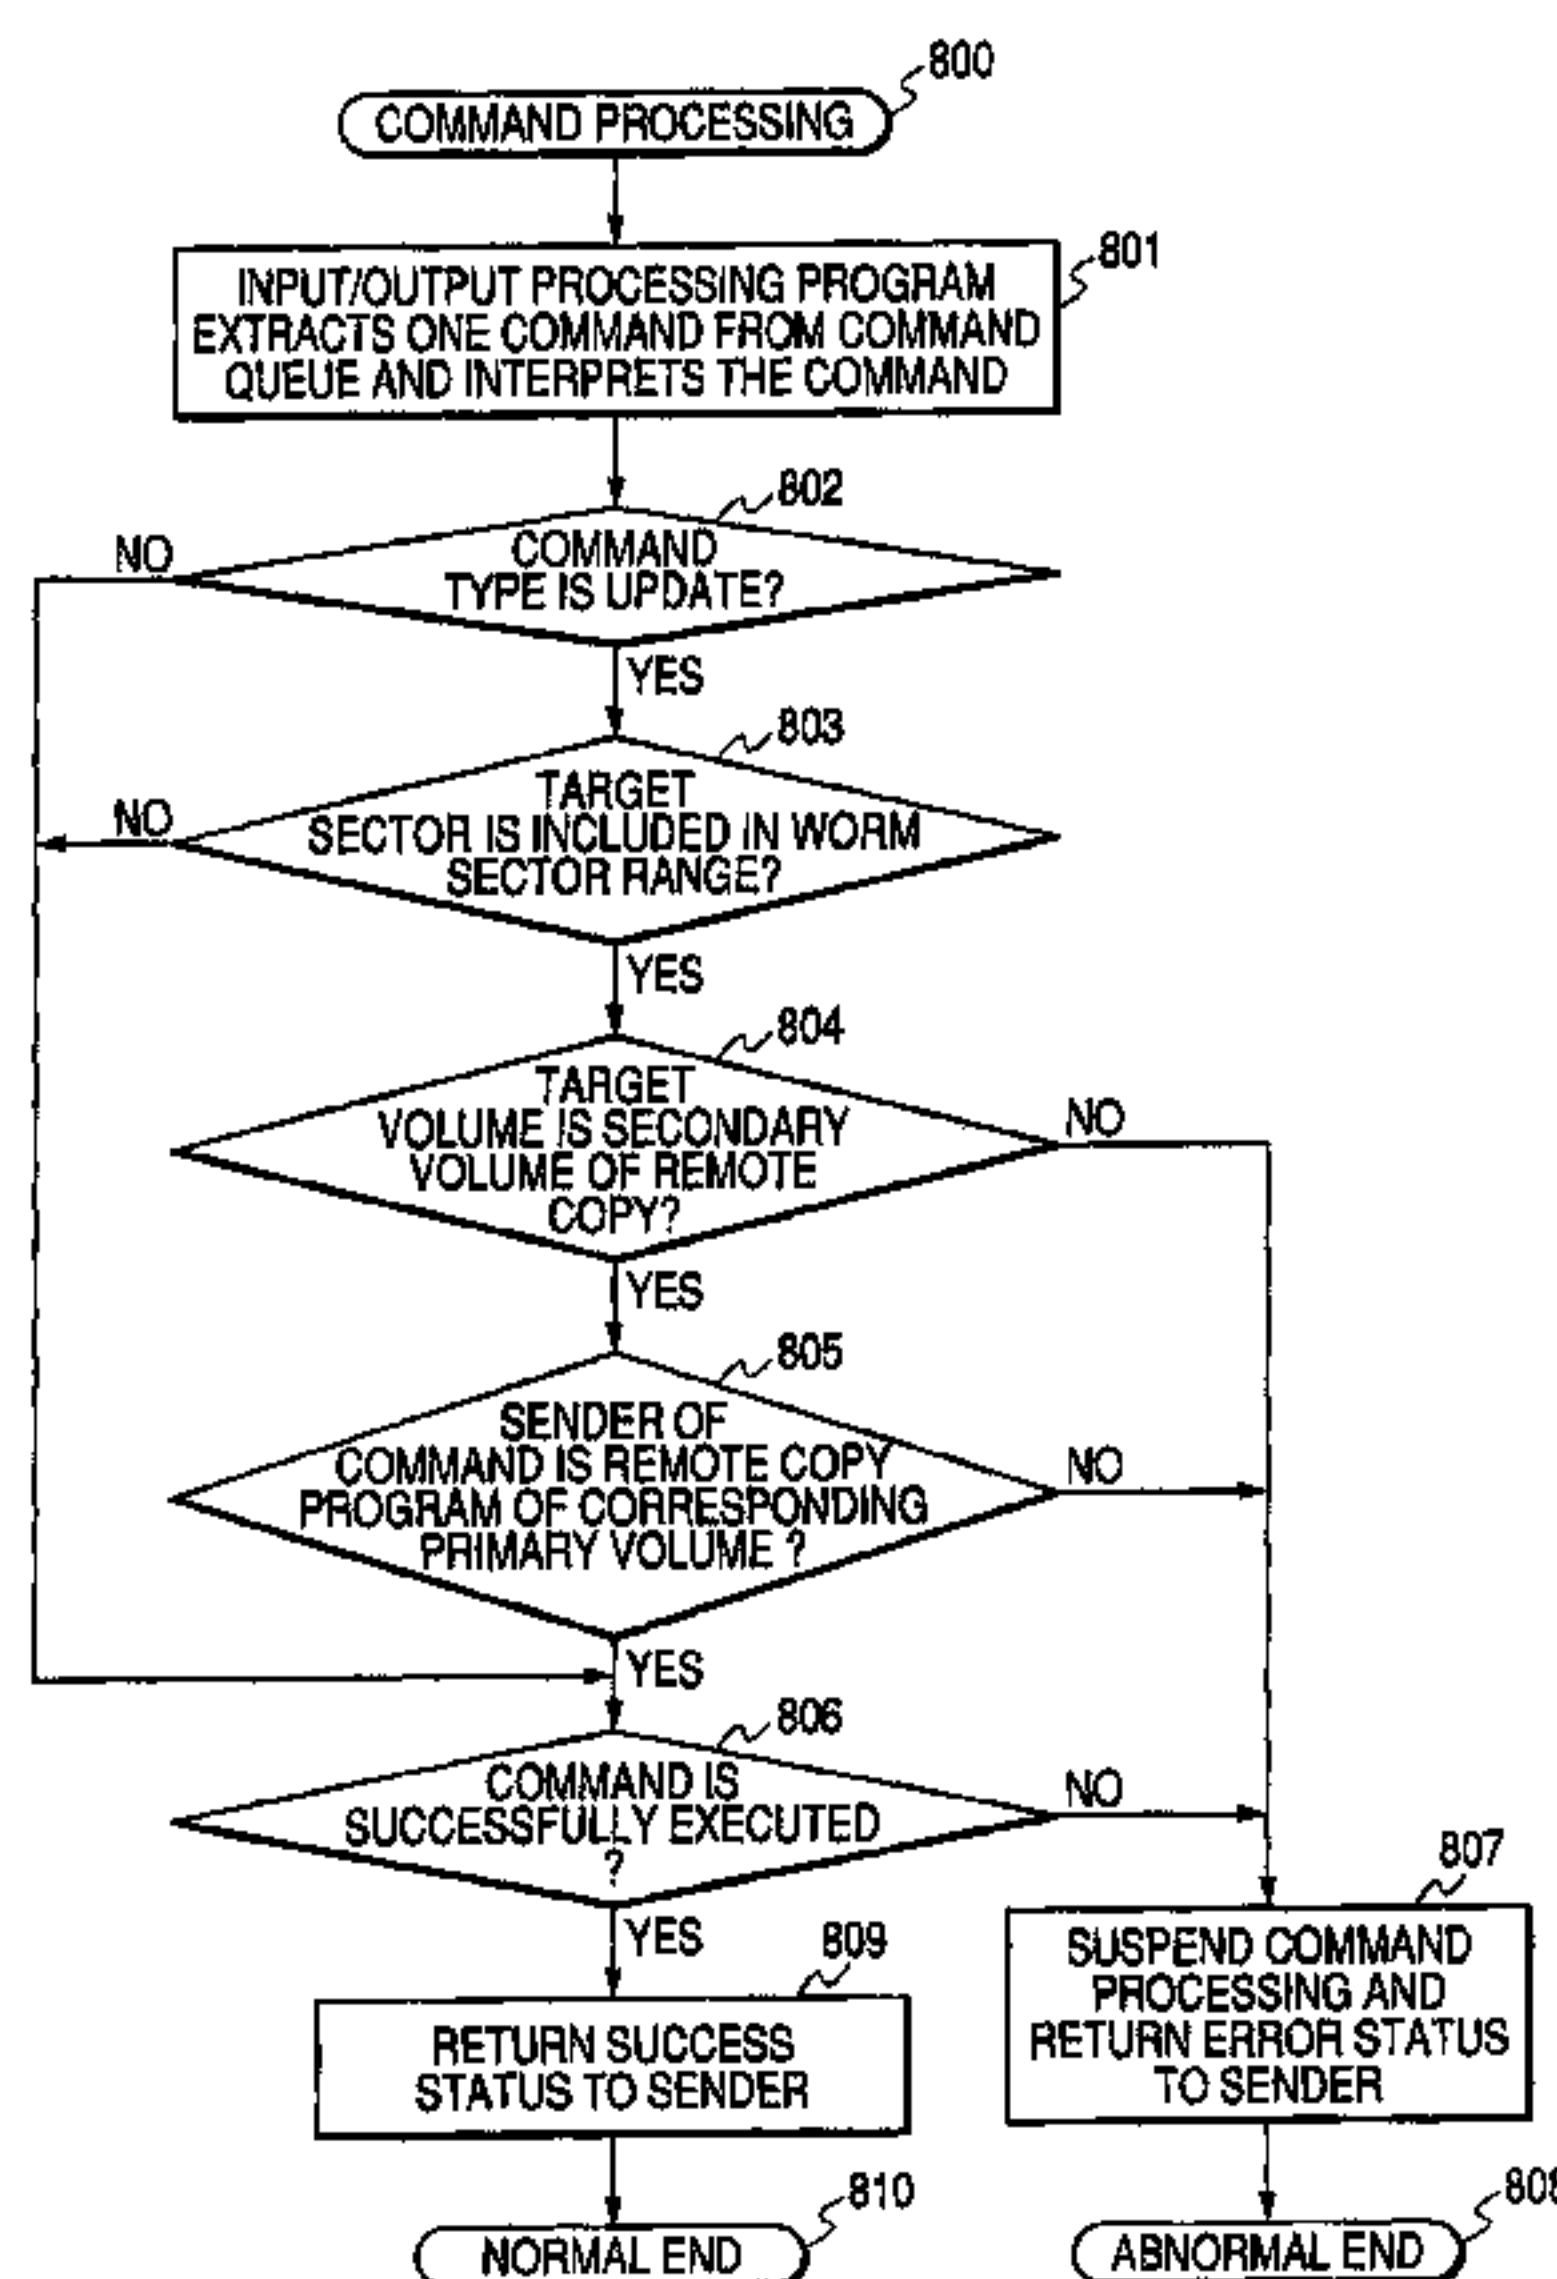 800
COMMAND PROCESSING
801
INPUT/OUTPUT PROCESSING PROGRAM
EXTRACTS ONE COMMAND FROM COMMAND
QUEUE AND INTERPRETS THE COMMAND
802
NO
COMMAND
TYPE IS UPDATE?
YES
803
NO
TARGET
SECTOR IS INCLUDED IN WORM
SECTOR RANGE?
YES
804
TARGET
VOLUME IS SECONDARY
VOLUME OF REMOTE
COPY?
NO
YES
805
SENDER OF
COMMAND IS REMOTE COPY
PROGRAM OF CORRESPONDING
PRIMARY VOLUME ?
NO
YES
806
COMMAND IS
SUCCESSFULLY EXECUTED
?
NO
YES
807
SUSPEND COMMAND
PROCESSING AND
RETURN ERROR STATUS
TO SENDER
809
RETURN SUCCESS
STATUS TO SENDER
810
NORMAL END
808
ABNORMAL END